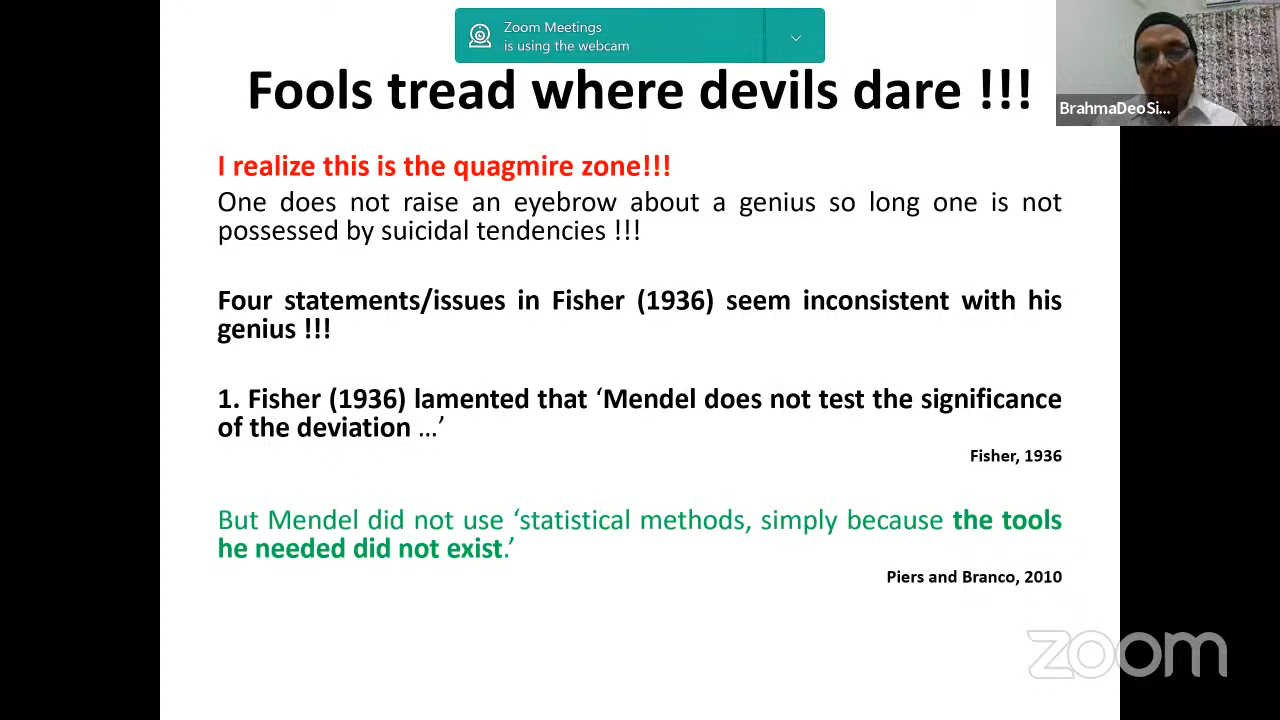 Zoom Meetings
is using the webcam
Fools tread where devils dare !!!
BrahmaDeoSi...
I realize this is the quagmire zone!!!
One does not raise an eyebrow about a genius so long one is not
possessed by suicidal tendencies !!!
Four statements/issues in Fisher (1936) seem inconsistent with his
genius !!!
1. Fisher (1936) lamented that ‘Mendel does not test the significance
of the deviation …’
Fisher, 1936
But Mendel did not use ‘statistical methods, simply because the tools
he needed did not exist.’
Piers and Branco, 2010
zoom